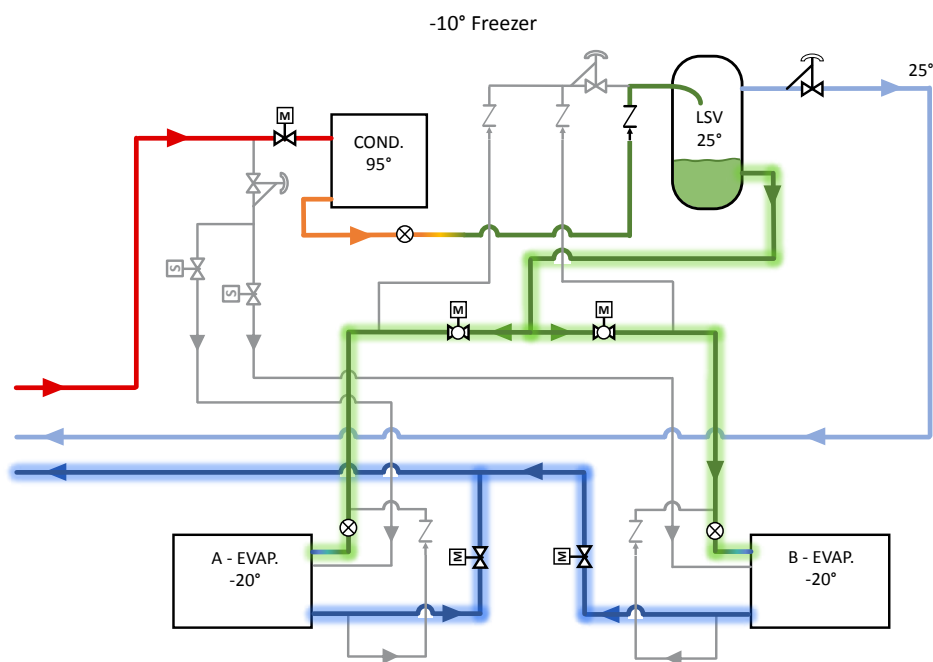 -10° Freezer
25°
M
LSV
25°
COND.
95°
S
S
M
M
A - EVAP.
-20°
M
M
B - EVAP.
-20°